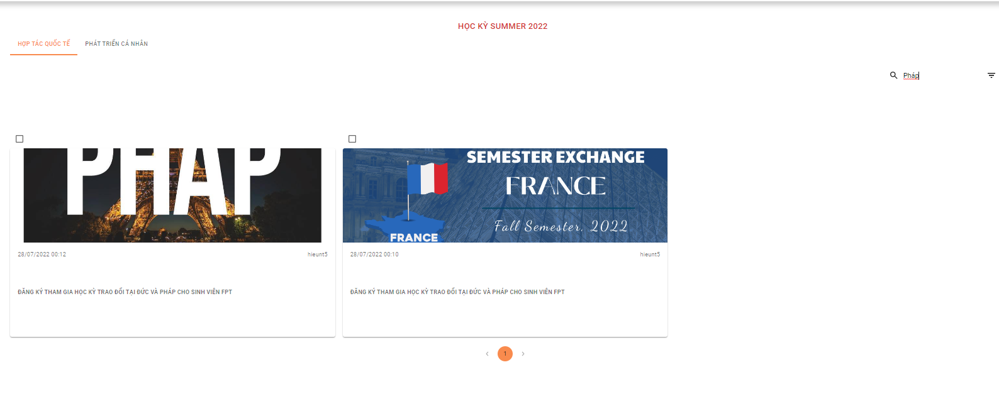 HỌC KỲ SUMMER 2022
HỢP TÁC QUỐC TẾ
PHÁT TRIỂN CÁ NHÂN
Pháp
PHÁP
28/07/2022 00:12
hieunt5
ĐĂNG KÝ THAM GIA HỌC KỲ TRAO ĐỔI TẠI ĐỨC VÀ PHÁP CHO SINH VIÊN FPT
SEMESTER EXCHANGE
FRANCE
Fall Semester, 2022
FRANCE
28/07/2022 00:10
hieunt5
ĐĂNG KÝ THAM GIA HỌC KỲ TRAO ĐỔI TẠI ĐỨC VÀ PHÁP CHO SINH VIÊN FPT
1